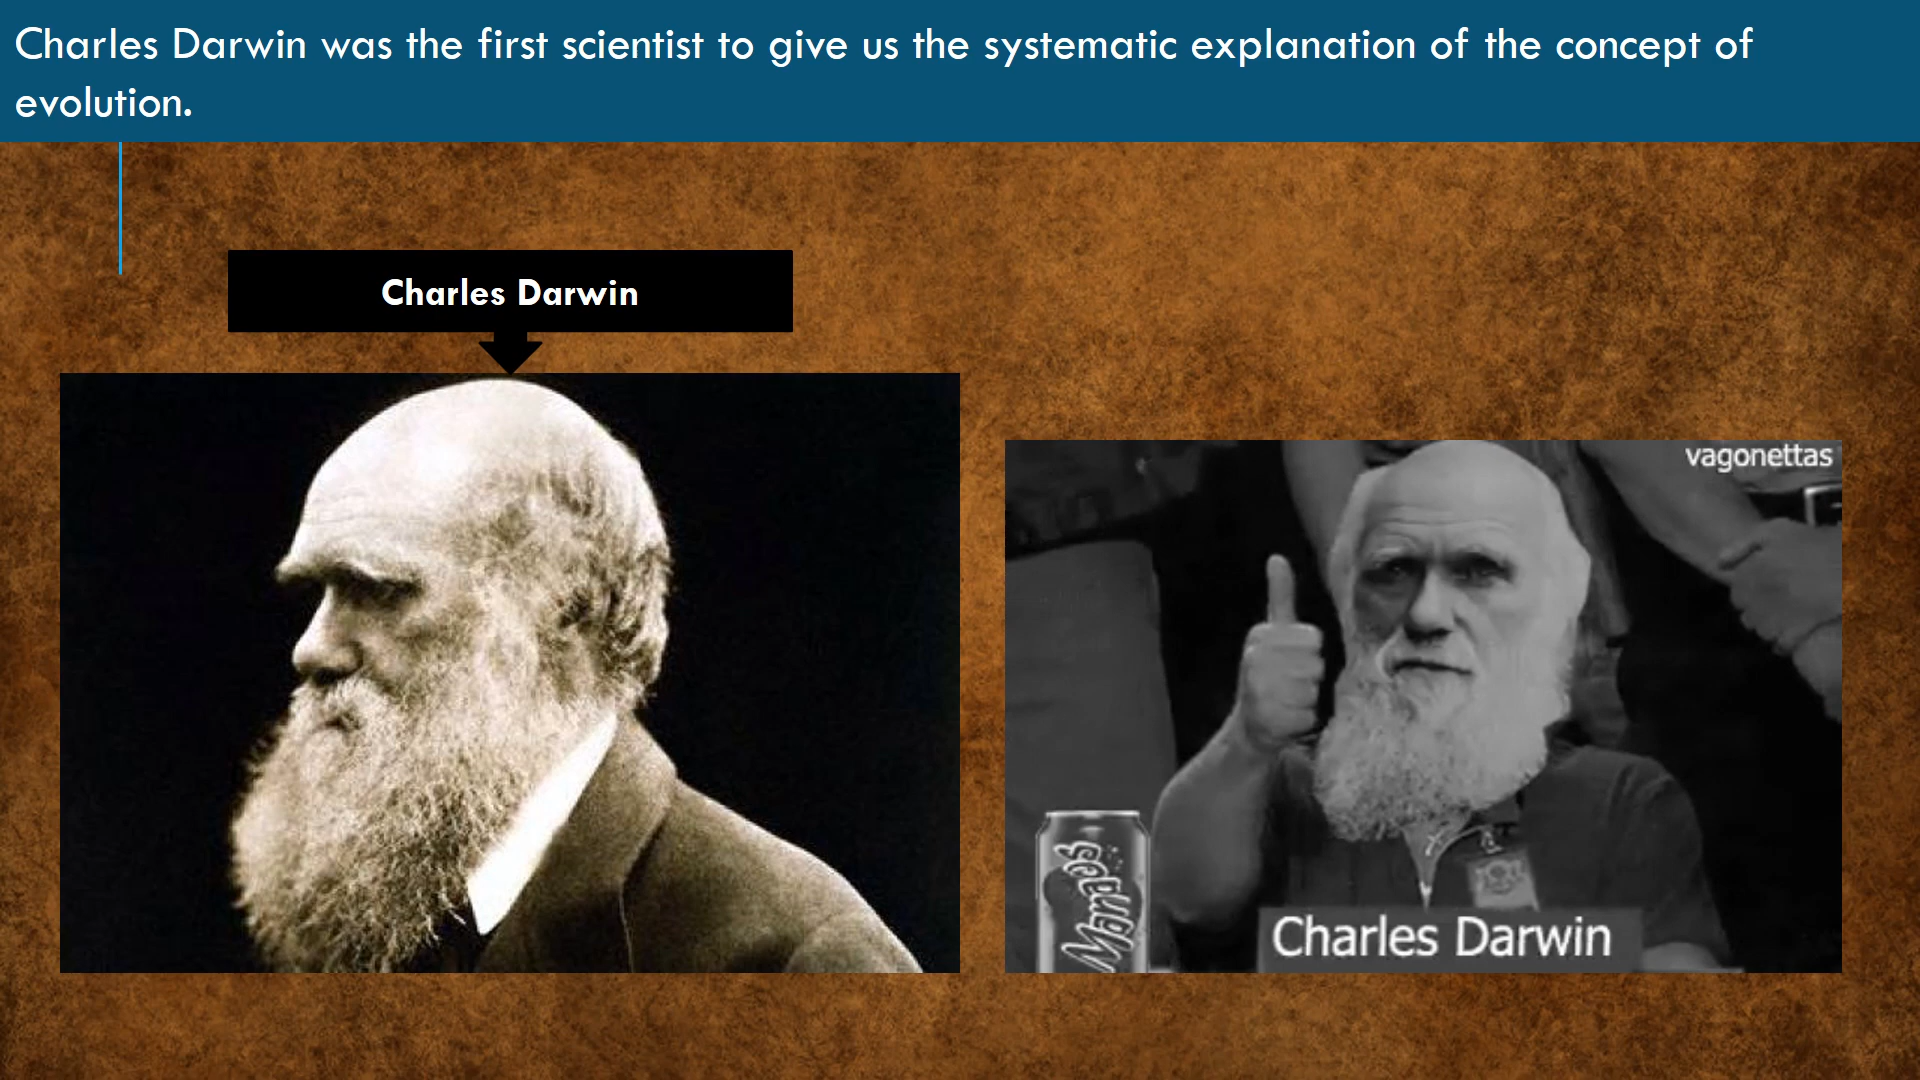 Charles Darwin was the first scientist to give us the systematic explanation of the concept of
evolution.
Charles Darwin
vagonettas
Charles Darwin